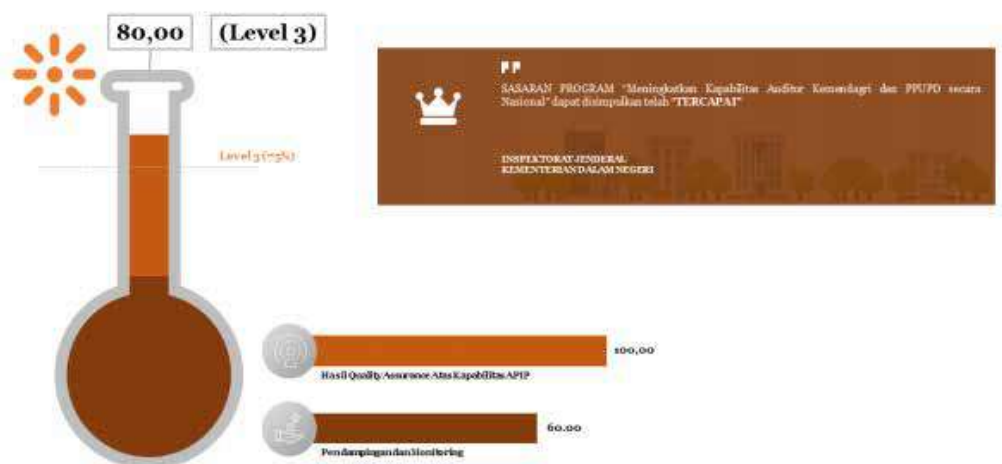 80,00 (Level 3)
SASARAN PROGRAM "Meningkatkan Kapabilitas Auditor Kemendagri dan PPUPD secara
Nasional" dapat disimpulkan telah "TERCAPAI"
Level 3 (75%)
INSPEKTORAT JENDERAL
KEMENTERIAN DALAM NEGERI
100,00
Hasil Quality Assurance Atas Kapabilitas APIP
60.00
Pendampingan dan Monitoring